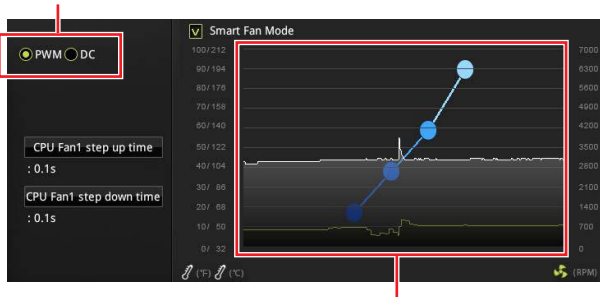 Smart Fan Mode
PWM DC
100/212 7000
90/194 6300
80/176 5600
70/158 4900
60/140 4200
50/122 3500
40/104 2800
30/ 86 2100
20/ 68 1400
10/ 50 700
0/ 32 0
CPU Fan1 step up time
: 0.1s
CPU Fan1 step down time
: 0.1s
(°F) (°C) (RPM)